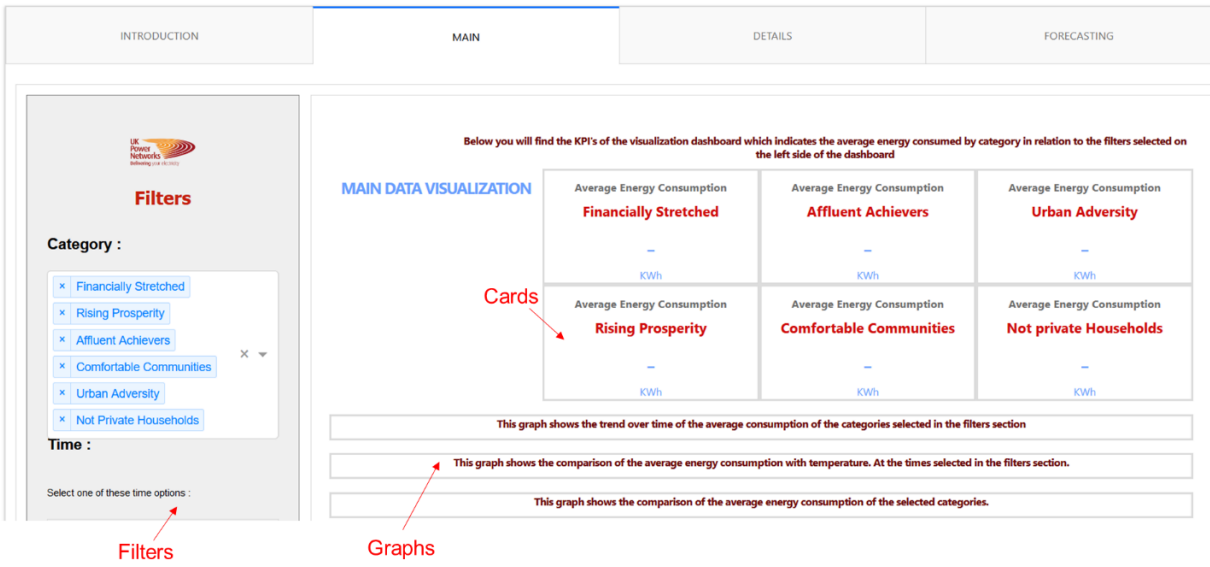 INTRODUCTION
MAIN
DETAILS
FORECASTING
UK
Power
Networks
Delivering your electricity
Filters
Category :
× Financially Stretched
× Rising Prosperity
× Affluent Achievers
× Comfortable Communities
× Urban Adversity
× Not Private Households
×
Time :
Select one of these time options :
Filters
Below you will find the KPI's of the visualization dashboard which indicates the average energy consumed by category in relation to the filters selected on
the left side of the dashboard
MAIN DATA VISUALIZATION
Average Energy Consumption
Financially Stretched
–
KWh
Average Energy Consumption
Affluent Achievers
–
KWh
Average Energy Consumption
Urban Adversity
–
KWh
Cards
Average Energy Consumption
Rising Prosperity
–
KWh
Average Energy Consumption
Comfortable Communities
–
KWh
Average Energy Consumption
Not private Households
–
KWh
This graph shows the trend over time of the average consumption of the categories selected in the filters section
This graph shows the comparison of the average energy consumption with temperature. At the times selected in the filters section.
This graph shows the comparison of the average energy consumption of the selected categories.
Graphs